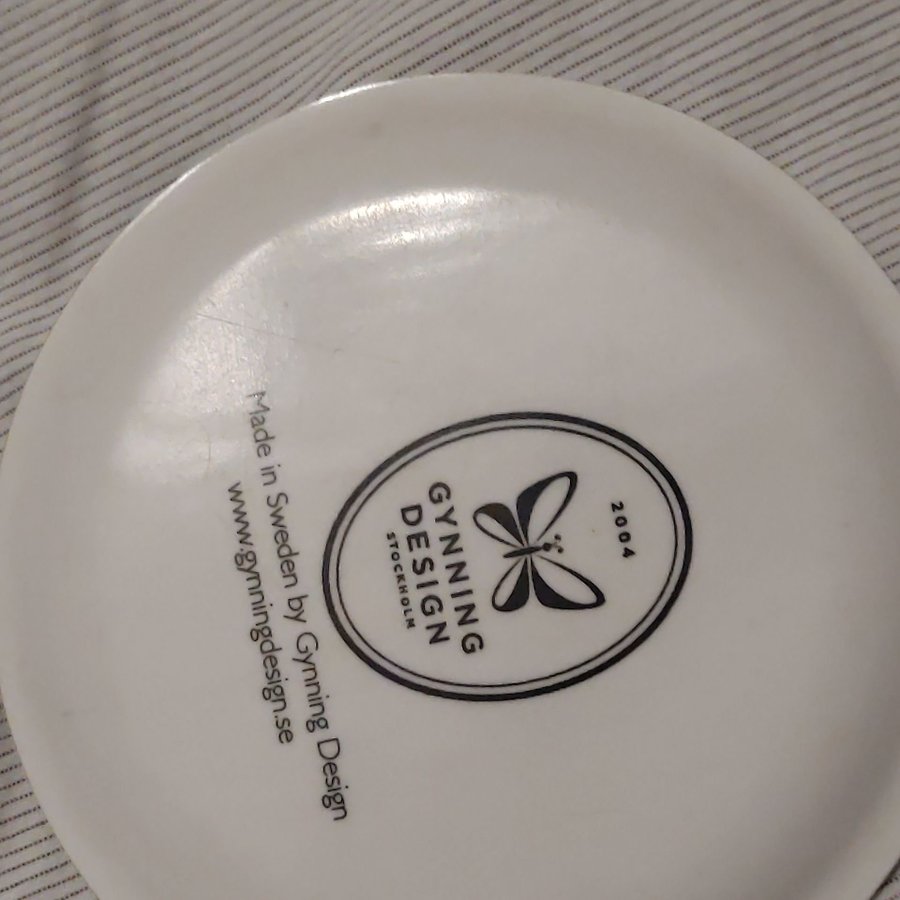 2004
GYNNING
DESIGN
STOCKHOLM
Made in Sweden by Gynning Design
www.gynningdesign.se